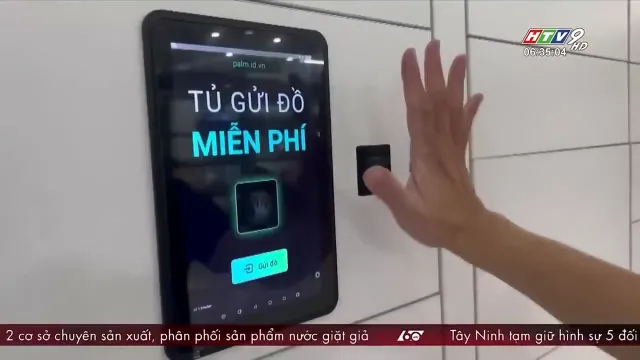 HTV9 HD
06:35:04
palm.id.vn
TỦ GỬI ĐỒ
MIỄN PHÍ
Gửi đồ
2 cơ sở chuyên sản xuất, phân phối sản phẩm nước giặt giả
Tây Ninh tạm giữ hình sự 5 đối